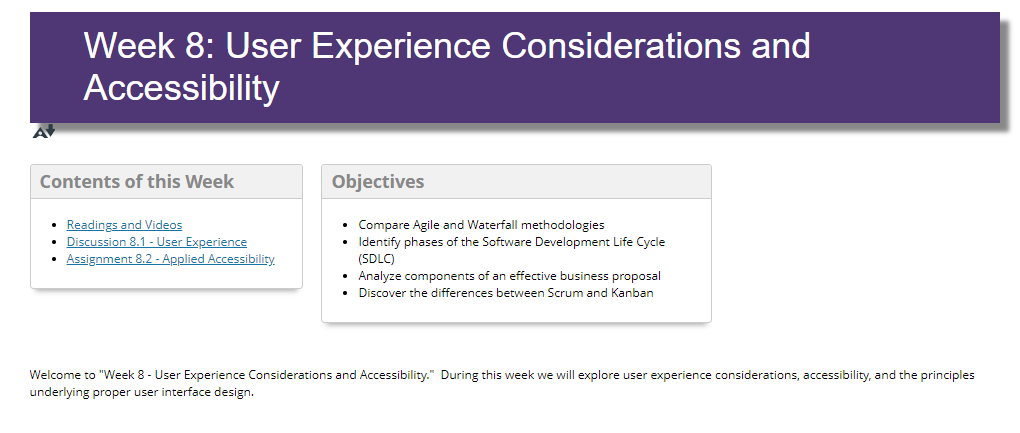 Week 8: User Experience Considerations and
Accessibility
Contents of this Week
Readings and Videos
Discussion 8.1 - User Experience
Assignment 8.2 - Applied Accessibility
Objectives
Compare Agile and Waterfall methodologies
Identify phases of the Software Development Life Cycle
(SDLC)
Analyze components of an effective business proposal
Discover the differences between Scrum and Kanban
Welcome to "Week 8 - User Experience Considerations and Accessibility."  During this week we will explore user experience considerations, accessibility, and the principles
underlying proper user interface design.